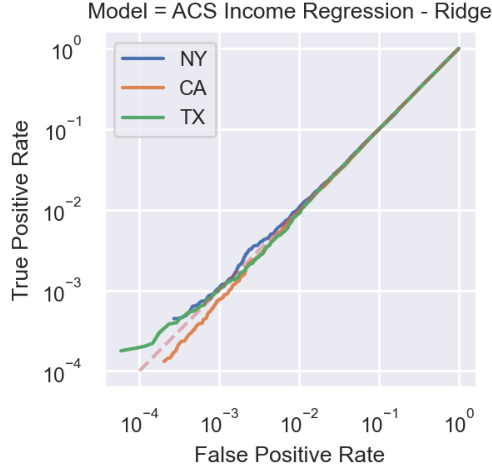 Model = ACS Income Regression - Ridge
True Positive Rate
10^0
10^-1
10^-2
10^-3
10^-4
NY
CA
TX
10^-4 10^-3 10^-2 10^-1 10^0
False Positive Rate